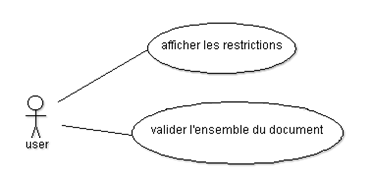 afficher les restrictions
valider l'ensemble du document
user